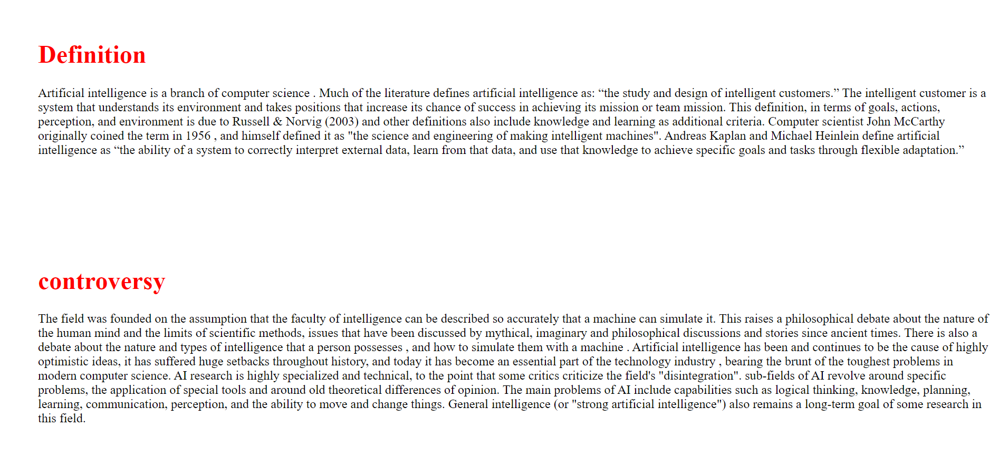 Definition
Artificial intelligence is a branch of computer science . Much of the literature defines artificial intelligence as: “the study and design of intelligent customers.” The intelligent customer is a
system that understands its environment and takes positions that increase its chance of success in achieving its mission or team mission. This definition, in terms of goals, actions,
perception, and environment is due to Russell & Norvig (2003) and other definitions also include knowledge and learning as additional criteria. Computer scientist John McCarthy
originally coined the term in 1956 , and himself defined it as "the science and engineering of making intelligent machines". Andreas Kaplan and Michael Heinlein define artificial
intelligence as “the ability of a system to correctly interpret external data, learn from that data, and use that knowledge to achieve specific goals and tasks through flexible adaptation.”
controversy
The field was founded on the assumption that the faculty of intelligence can be described so accurately that a machine can simulate it. This raises a philosophical debate about the nature of
the human mind and the limits of scientific methods, issues that have been discussed by mythical, imaginary and philosophical discussions and stories since ancient times. There is also a
debate about the nature and types of intelligence that a person possesses , and how to simulate them with a machine . Artificial intelligence has been and continues to be the cause of highly
optimistic ideas, it has suffered huge setbacks throughout history, and today it has become an essential part of the technology industry , bearing the brunt of the toughest problems in
modern computer science. AI research is highly specialized and technical, to the point that some critics criticize the field's "disintegration". sub-fields of AI revolve around specific
problems, the application of special tools and around old theoretical differences of opinion. The main problems of AI include capabilities such as logical thinking, knowledge, planning,
learning, communication, perception, and the ability to move and change things. General intelligence (or "strong artificial intelligence") also remains a long-term goal of some research in
this field.